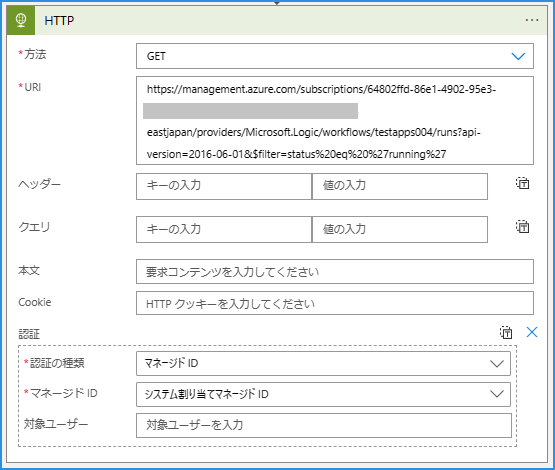 HTTP
*方法
GET
*URI
https://management.azure.com/subscriptions/64802ffd-86e1-4902-95e3-
eastjapan/providers/Microsoft.Logic/workflows/testapps004/runs?api-
version=2016-06-01&$filter=status%20eq%20%27running%27
ヘッダー
キーの入力
値の入力
クエリ
キーの入力
値の入力
本文
要求コンテンツを入力してください
Cookie
HTTP クッキーを入力してください
認証
*認証の種類
マネージド ID
*マネージド ID
システム割り当てマネージド ID
対象ユーザー
対象ユーザーを入力